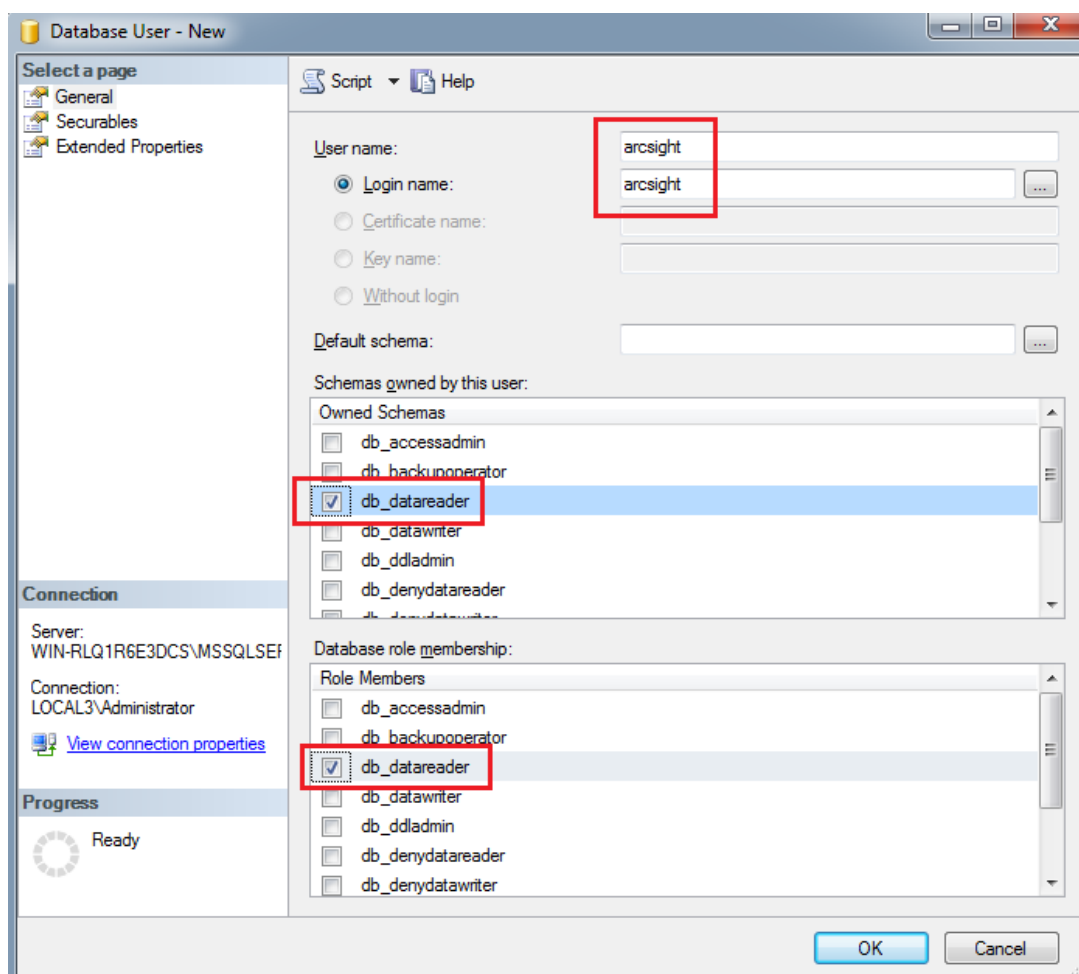 Database User - New
Select a page
General
Securables
Extended Properties
Script
Help
User name:
arcsight
Login name:
arcsight
...
Certificate name:
Key name:
Without login
Default schema:
...
Schemas owned by this user:
Owned Schemas
db_accessadmin
db_backupoperator
db_datareader
db_datawriter
db_ddladmin
db_denydatareader
db_denydatawriter
Database role membership:
Role Members
db_accessadmin
db_backupoperator
db_datareader
db_datawriter
db_ddladmin
db_denydatareader
db_denydatawriter
Connection
Server:
WIN-RLQ1R6E3DCS\MSSQLSER
Connection:
LOCAL3\Administrator
View connection properties
Progress
Ready
OK
Cancel